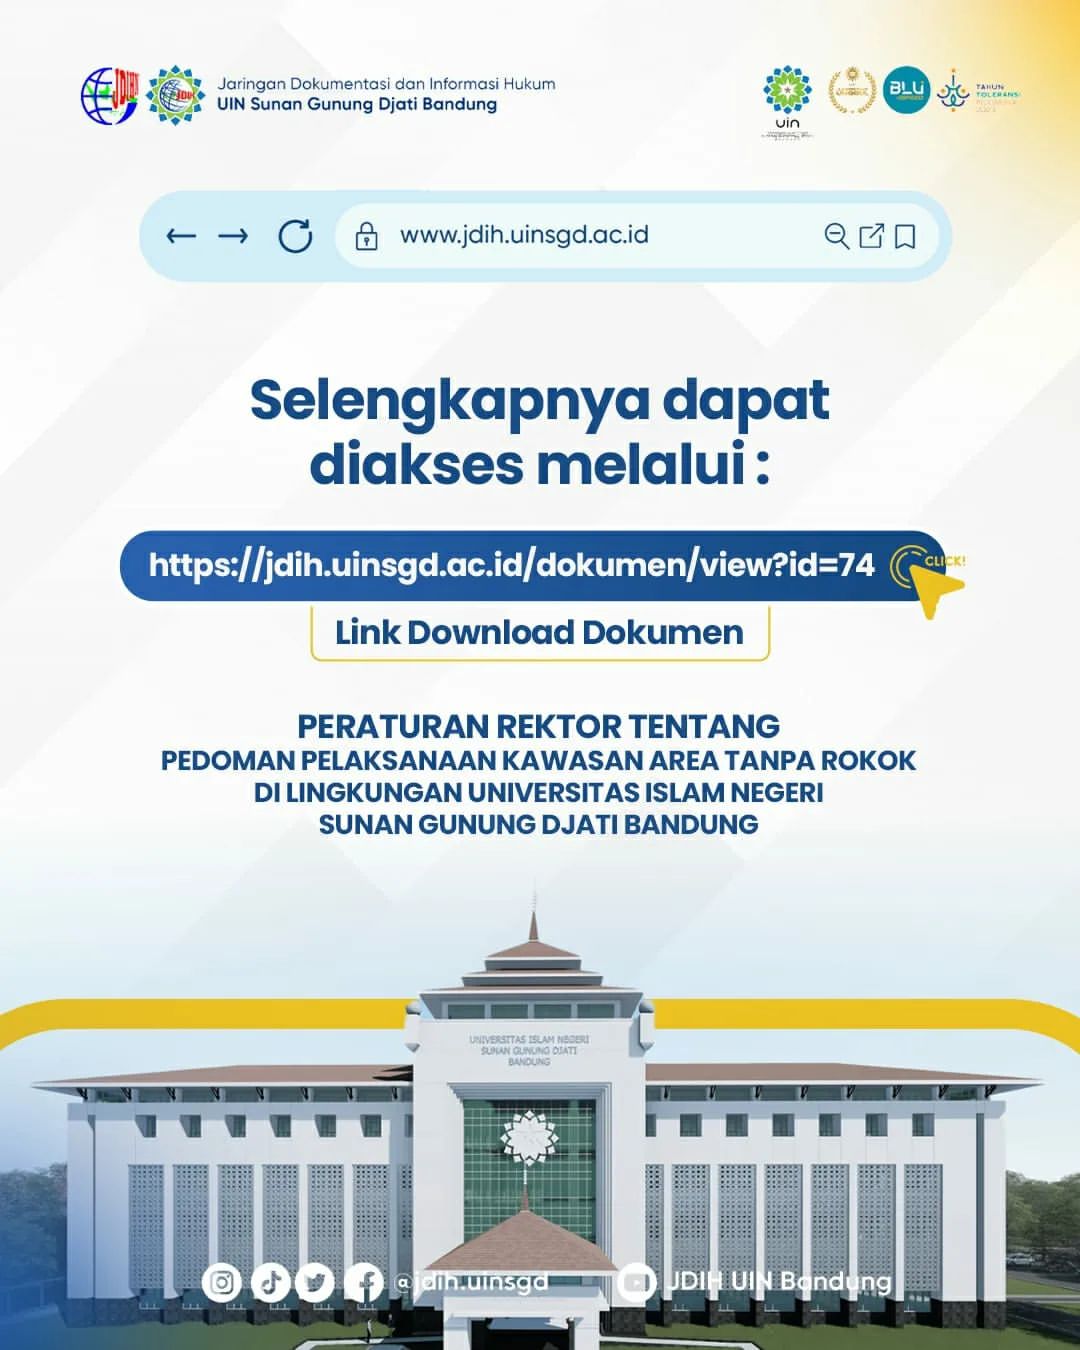 JDIHN
JDIH
Jaringan Dokumentasi dan Informasi Hukum
UIN Sunan Gunung Djati Bandung
uin
BLU
TAHUN
TOLERANSI
www.jdih.uinsgd.ac.id
Selengkapnya dapat
diakses melalui :
https://jdih.uinsgd.ac.id/dokumen/view?id=74
CLICK!
Link Download Dokumen
PERATURAN REKTOR TENTANG
PEDOMAN PELAKSANAAN KAWASAN AREA TANPA ROKOK
DI LINGKUNGAN UNIVERSITAS ISLAM NEGERI
SUNAN GUNUNG DJATI BANDUNG
UNIVERSITAS ISLAM NEGERI
SUNAN GUNUNG DJATI
BANDUNG
@jdih.uinsgd
JDIH UIN Bandung